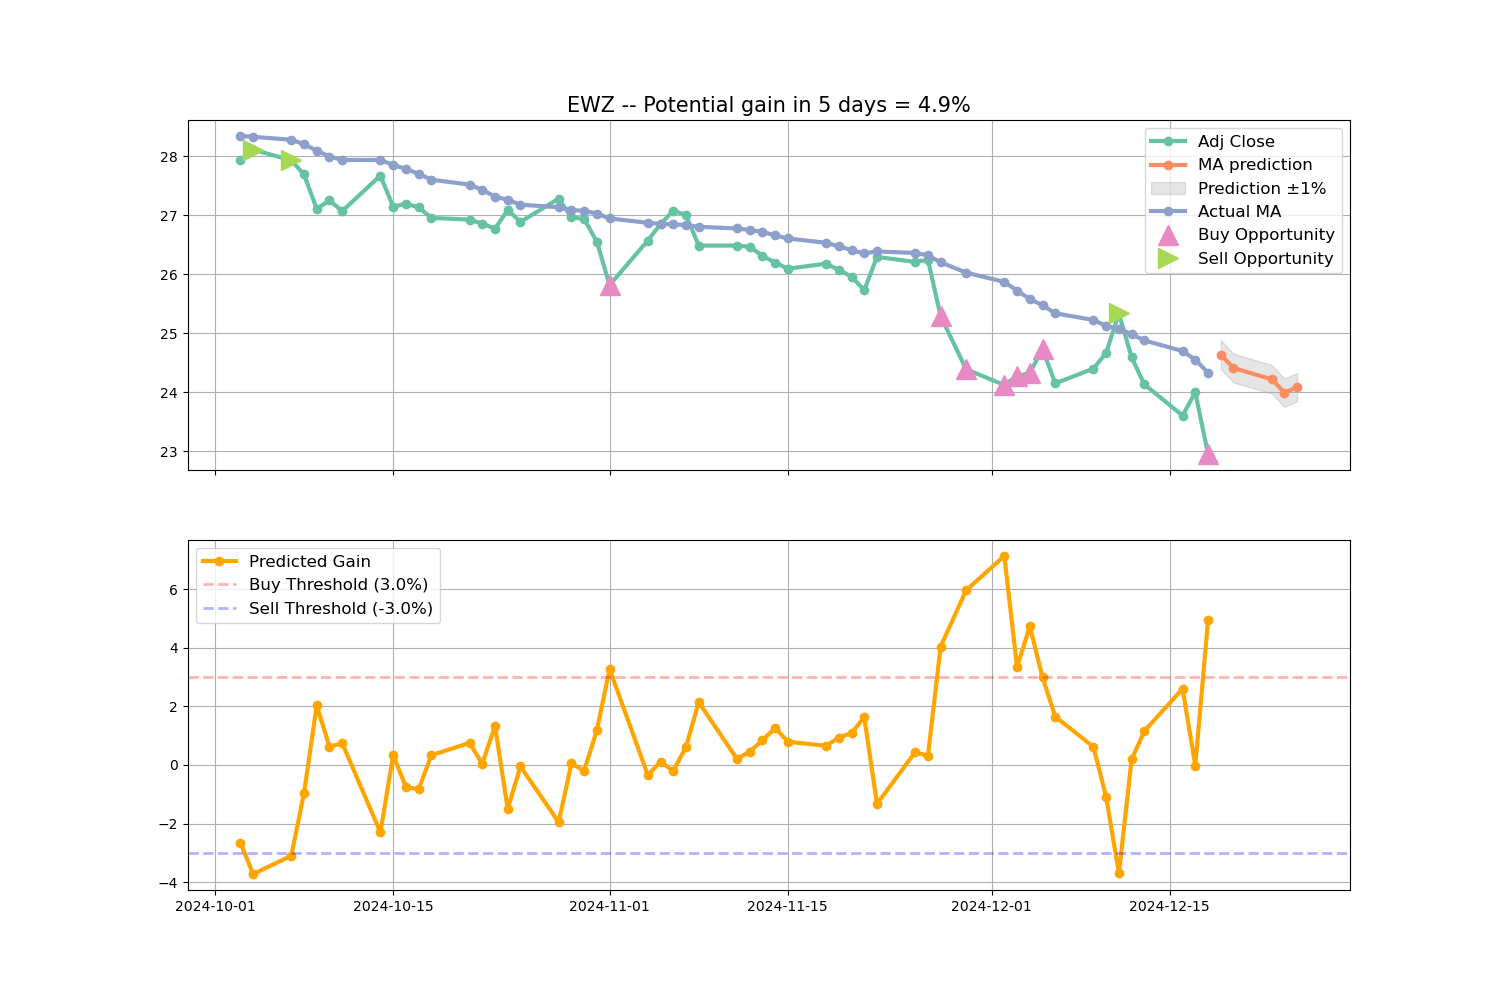 EWZ -- Potential gain in 5 days = 4.9%
28
27
26
25
24
23
Adj Close
MA prediction
Prediction ±1%
Actual MA
Buy Opportunity
Sell Opportunity
6
4
2
0
−2
−4
Predicted Gain
Buy Threshold (3.0%)
Sell Threshold (-3.0%)
2024-10-01 2024-10-15 2024-11-01 2024-11-15 2024-12-01 2024-12-15